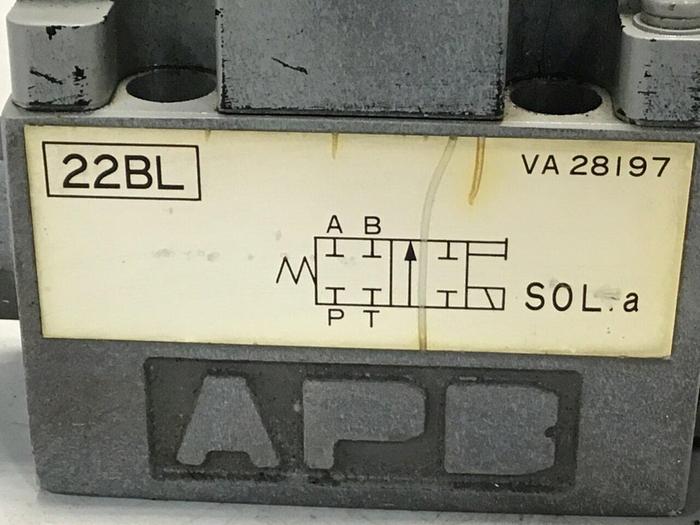 22BL
VA 28197
A B
P T
SOL.a
APB